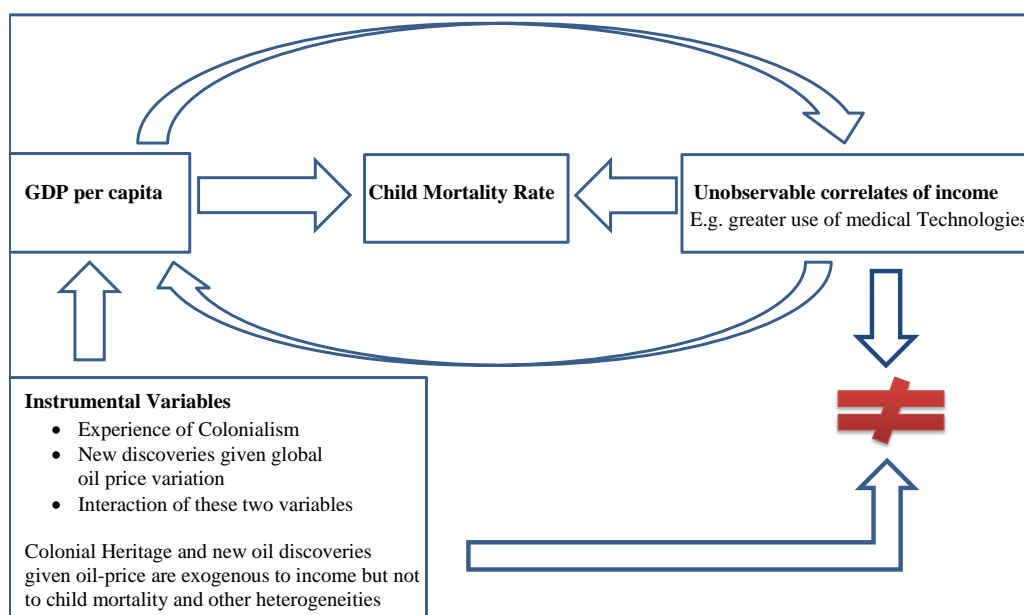 GDP per capita
Child Mortality Rate
Unobservable correlates of income
E.g. greater use of medical Technologies
Instrumental Variables
• Experience of Colonialism
• New discoveries given global
oil price variation
• Interaction of these two variables
Colonial Heritage and new oil discoveries
given oil-price are exogenous to income but not
to child mortality and other heterogeneities